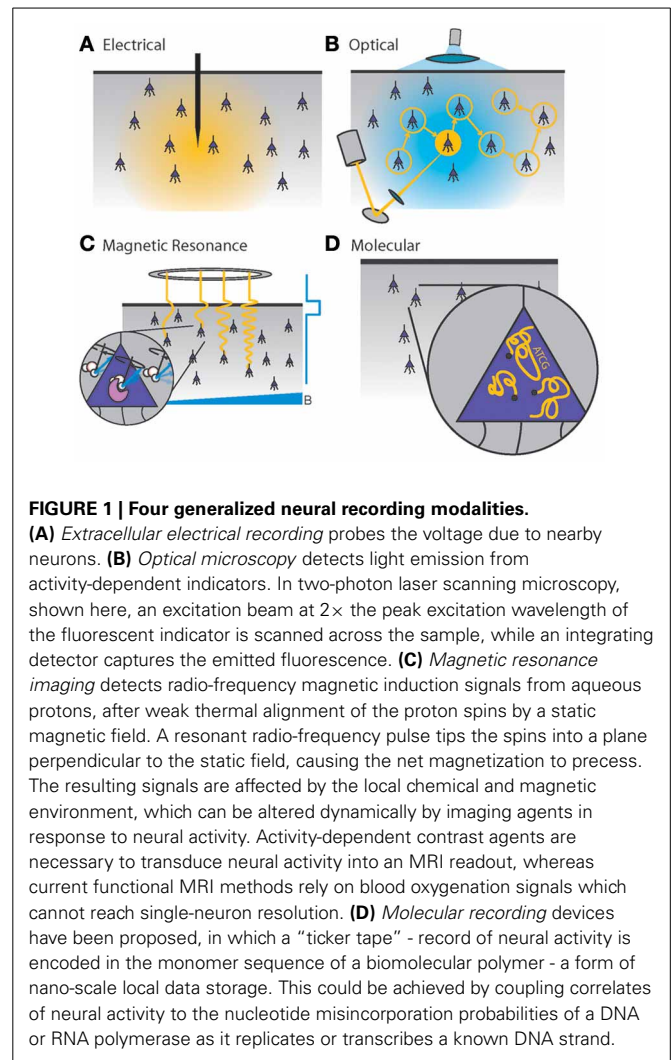 A Electrical
B Optical
C Magnetic Resonance
D Molecular
B
ATCG
FIGURE 1 | Four generalized neural recording modalities.
(A) Extracellular electrical recording probes the voltage due to nearby
neurons. (B) Optical microscopy detects light emission from
activity-dependent indicators. In two-photon laser scanning microscopy,
shown here, an excitation beam at 2× the peak excitation wavelength of
the fluorescent indicator is scanned across the sample, while an integrating
detector captures the emitted fluorescence. (C) Magnetic resonance
imaging detects radio-frequency magnetic induction signals from aqueous
protons, after weak thermal alignment of the proton spins by a static
magnetic field. A resonant radio-frequency pulse tips the spins into a plane
perpendicular to the static field, causing the net magnetization to precess.
The resulting signals are affected by the local chemical and magnetic
environment, which can be altered dynamically by imaging agents in
response to neural activity. Activity-dependent contrast agents are
necessary to transduce neural activity into an MRI readout, whereas
current functional MRI methods rely on blood oxygenation signals which
cannot reach single-neuron resolution. (D) Molecular recording devices
have been proposed, in which a “ticker tape” - record of neural activity is
encoded in the monomer sequence of a biomolecular polymer - a form of
nano-scale local data storage. This could be achieved by coupling correlates
of neural activity to the nucleotide misincorporation probabilities of a DNA
or RNA polymerase as it replicates or transcribes a known DNA strand.